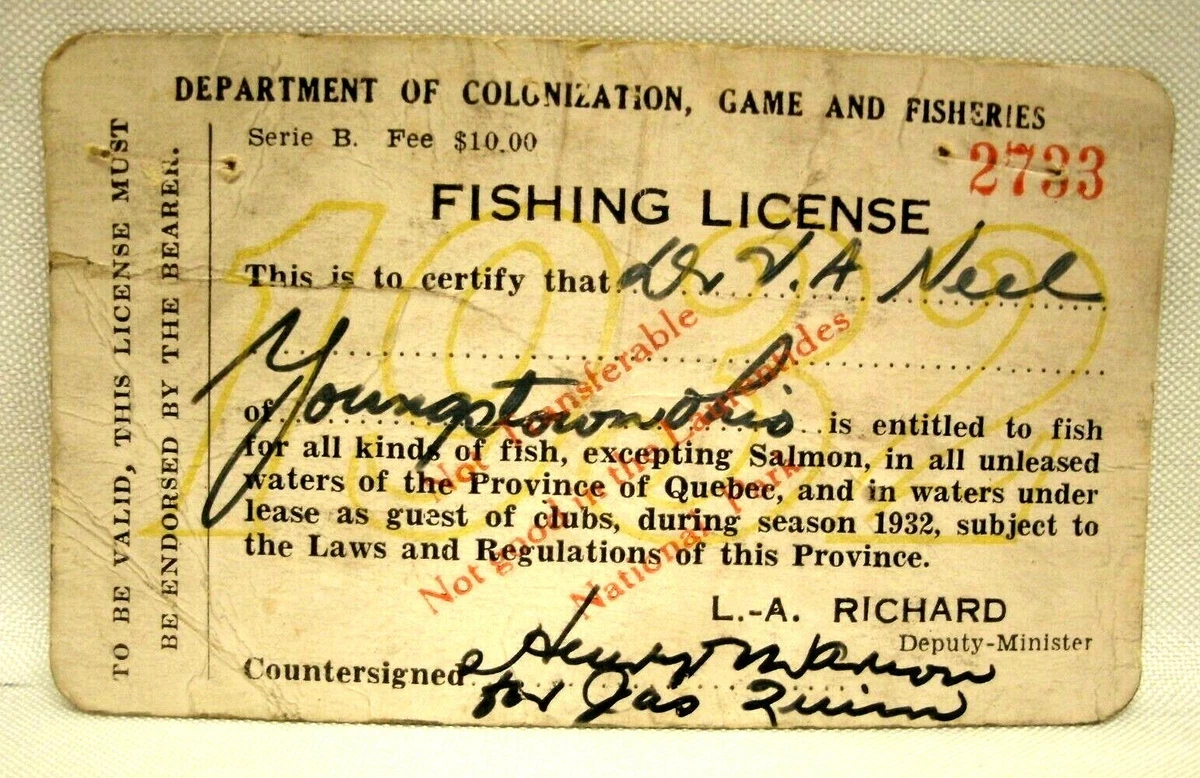 DEPARTMENT OF COLONIZATION, GAME AND FISHERIES
Serie B. Fee $10.00
2733
FISHING LICENSE
1932
This is to certify that Dr V. A Neel
of Youngstown Ohio is entitled to fish
for all kinds of fish, excepting Salmon, in all unleased
waters of the Province of Quebec, and in waters under
lease as guest of clubs, during season 1932, subject to
the Laws and Regulations of this Province.
Not Transferable
Not good in the Laurentides
National Park
L.-A. RICHARD
Deputy-Minister
Countersigned Henry
for Jas Quinn
TO BE VALID, THIS LICENSE MUST
BE ENDORSED BY THE BEARER.